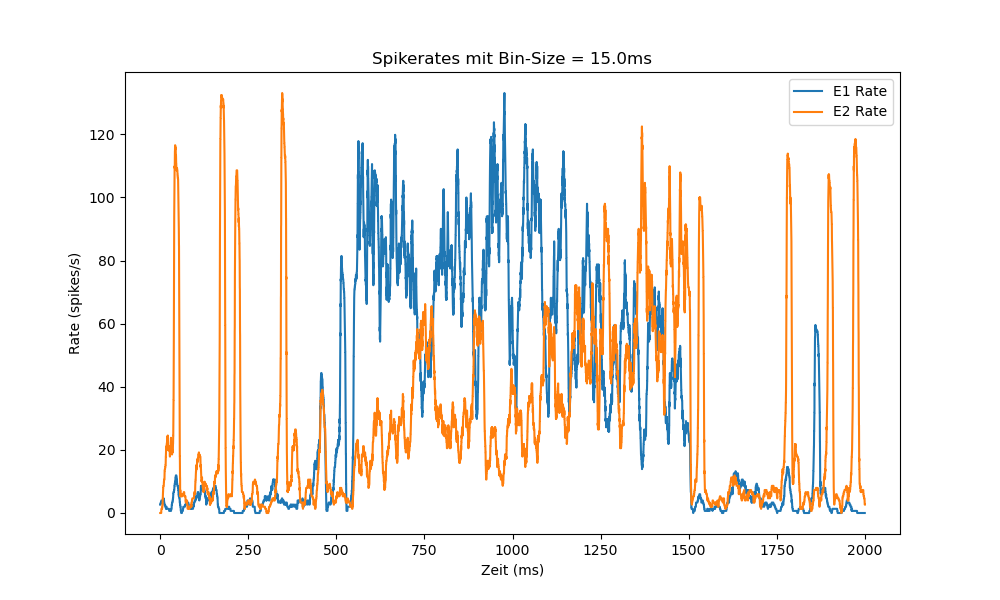 Spikerates mit Bin-Size = 15.0ms
E1 Rate
E2 Rate
Rate (spikes/s)
120
100
80
60
40
20
0
0 250 500 750 1000 1250 1500 1750 2000
Zeit (ms)